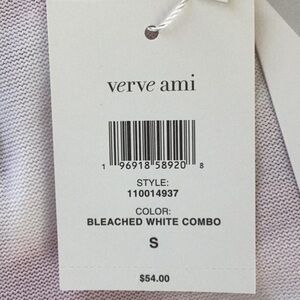 verve ami
1 96918 58920 8
STYLE:
110014937
COLOR:
BLEACHED WHITE COMBO
S
$54.00